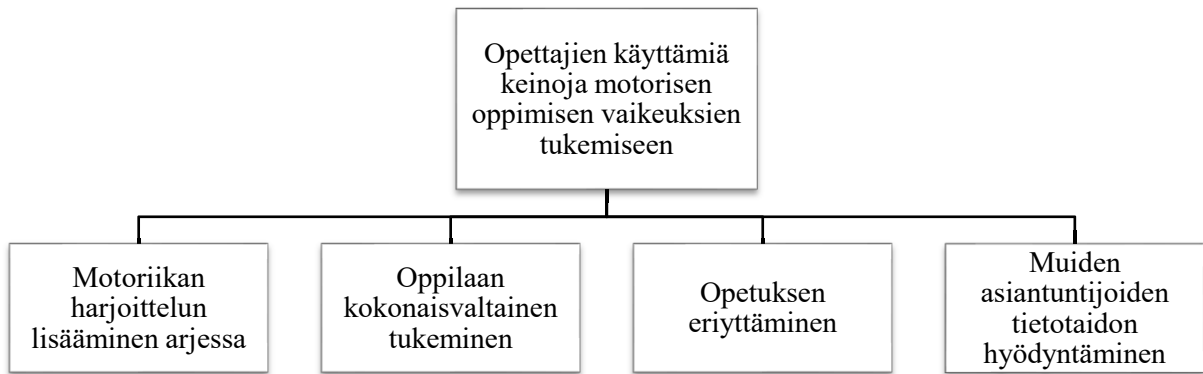 Opettajien käyttämiä
keinoja motorisen
oppimisen vaikeuksien
tukemiseen
Motoriikan
harjoittelun
lisääminen arjessa
Oppilaan
kokonaisvaltainen
tukeminen
Opetuksen
eriyttäminen
Muiden
asiantuntijoiden
tietotaidon
hyödyntäminen